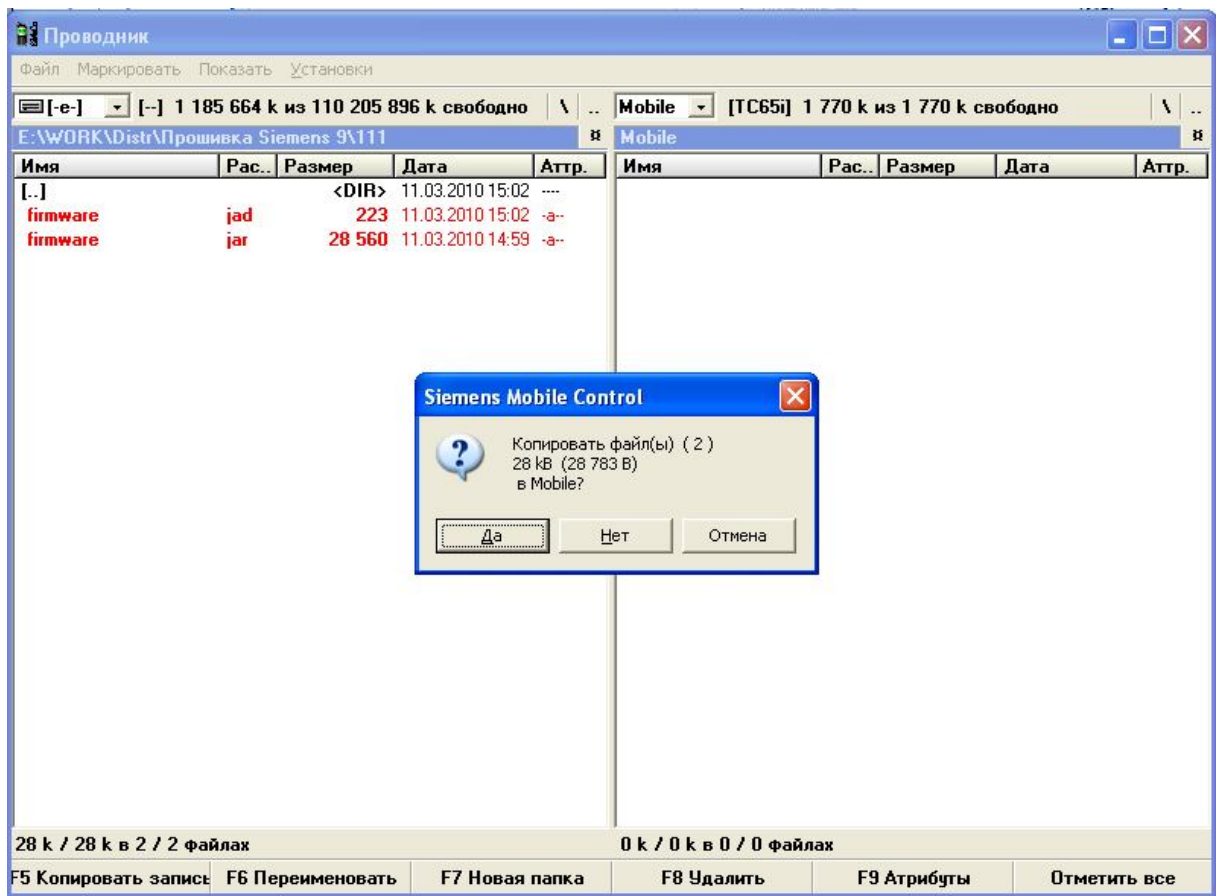 Проводник
Файл Маркировать Показать Установки
[-e-] [--] 1 185 664 k из 110 205 896 k свободно \ ..
Mobile [TC65i] 1 770 k из 1 770 k свободно \ ..
E:\WORK\Distr\Прошивка Siemens 9\111
Mobile
Имя Рас.. Размер Дата Аттр.
Имя Рас.. Размер Дата Аттр.
[..] <DIR> 11.03.2010 15:02 ----
firmware jad 223 11.03.2010 15:02 -a--
firmware jar 28 560 11.03.2010 14:59 -a--
Siemens Mobile Control
Копировать файл(ы) ( 2 )
28 kB (28 783 B)
в Mobile?
Да Нет Отмена
28 k / 28 k в 2 / 2 файлах
0 k / 0 k в 0 / 0 файлах
F5 Копировать запись F6 Переименовать F7 Новая папка F8 Удалить F9 Атрибуты Отметить все